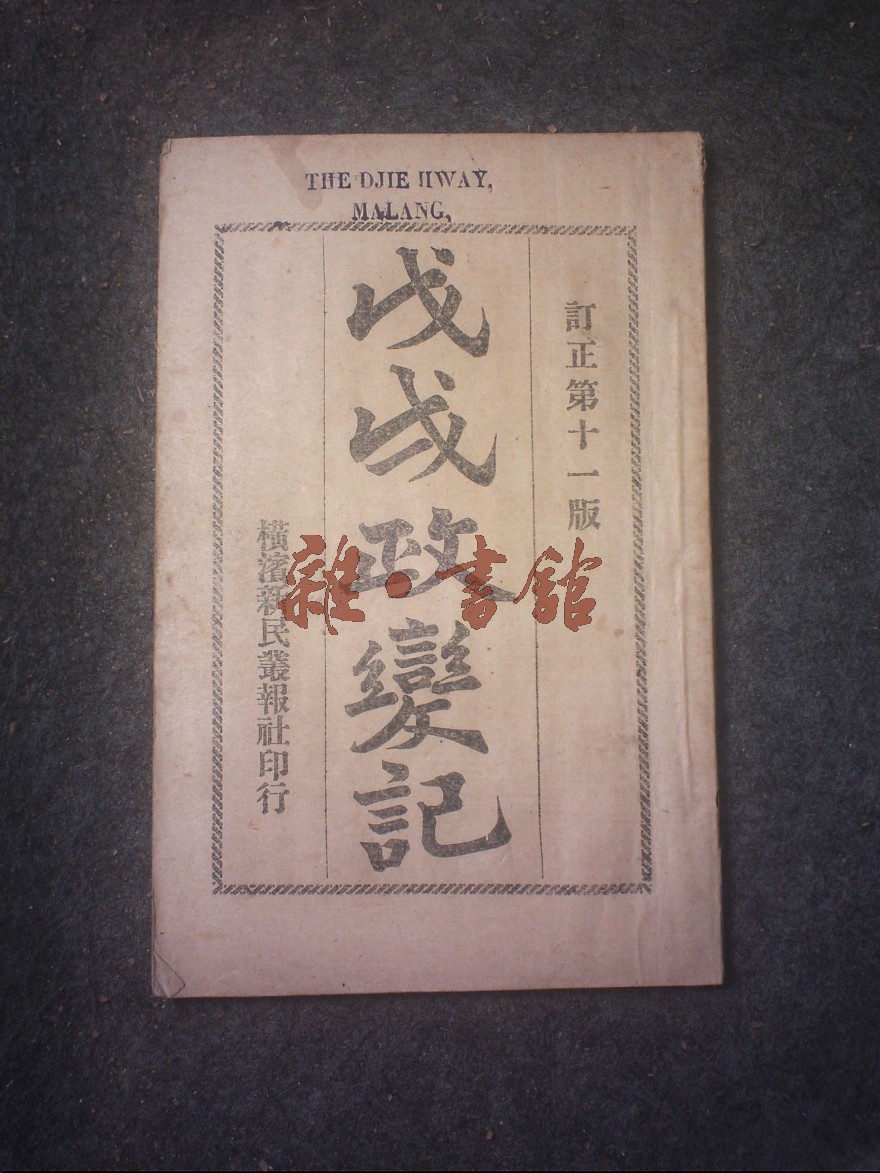 THE DJIE HWAY,
MALANG,
訂正第十一版
戊戌政變記
橫濱新民叢報社印行
雜·書館